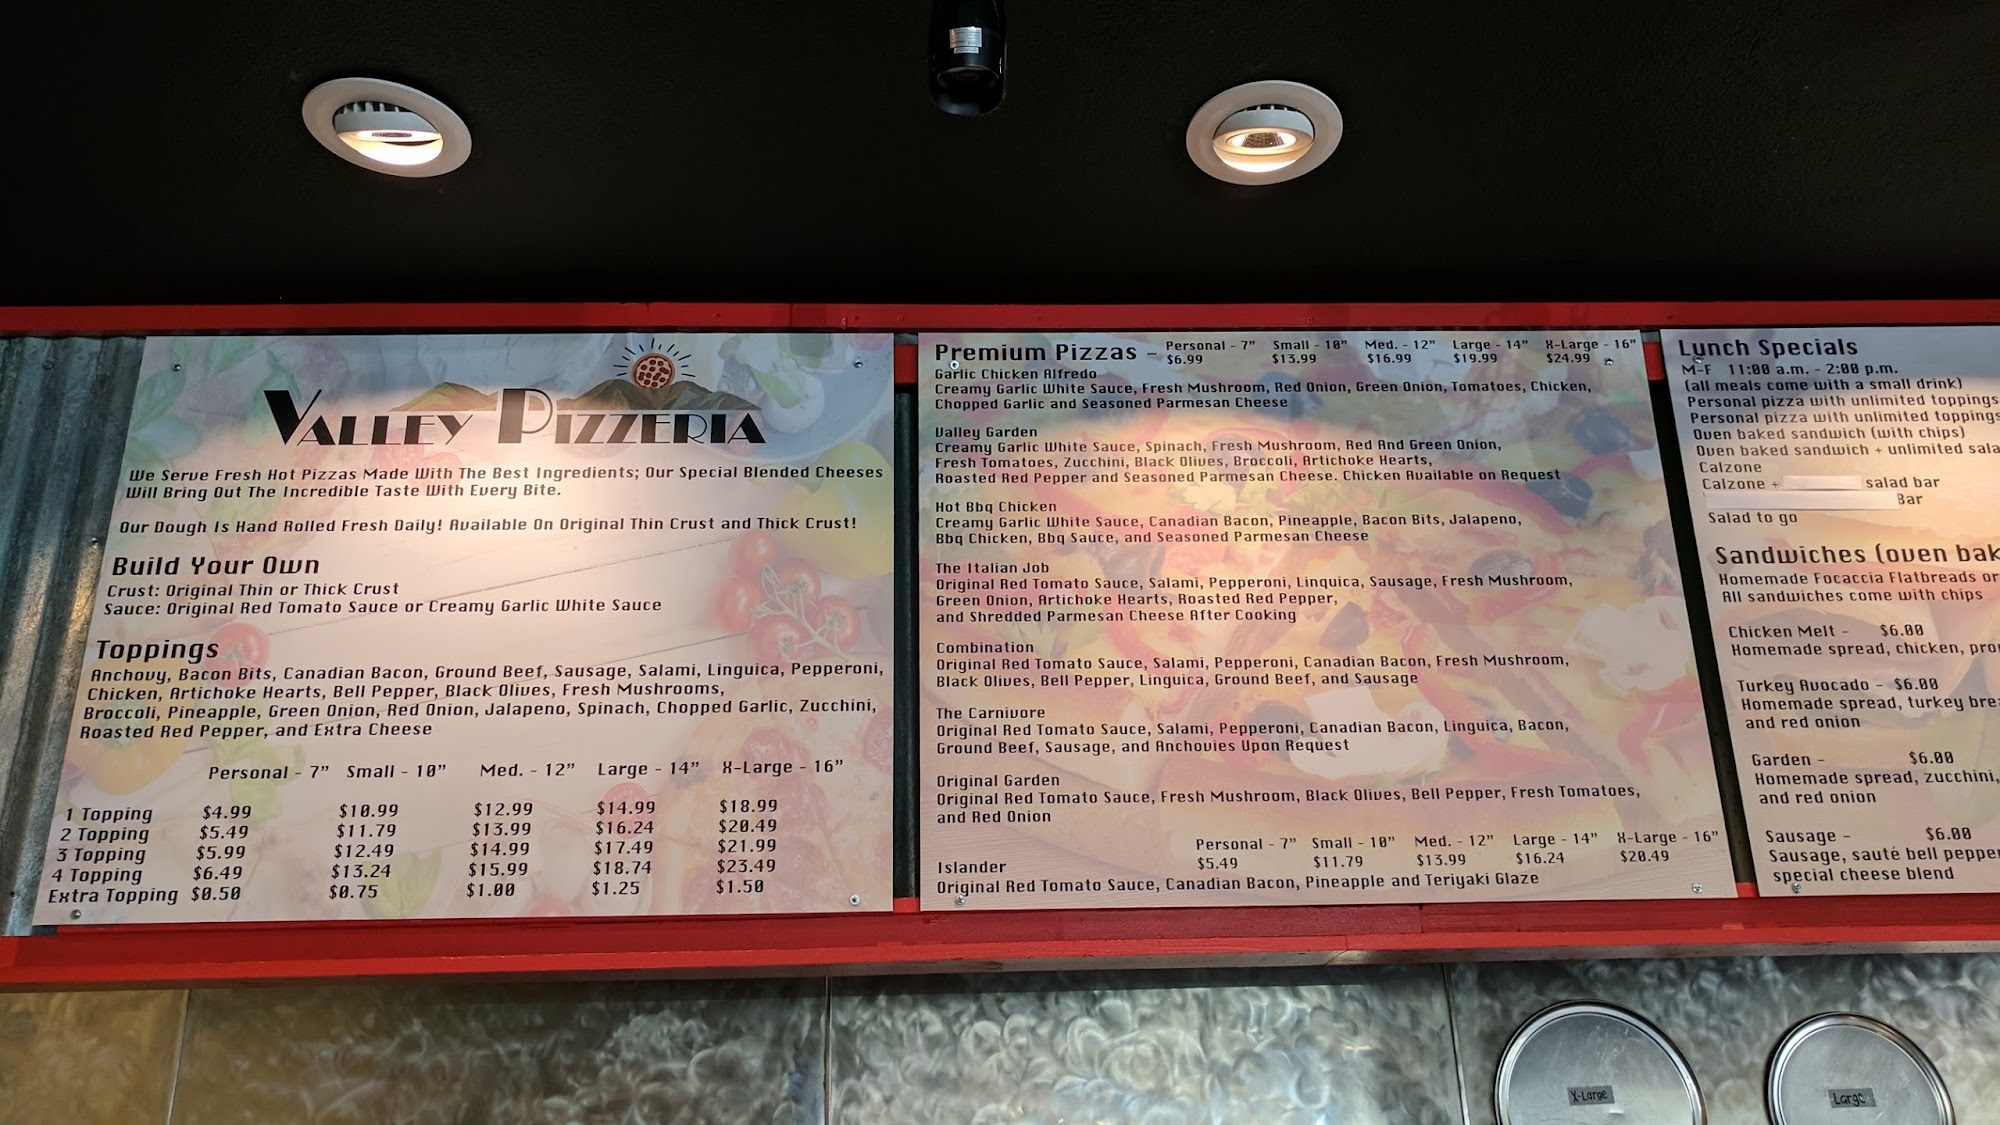 VALLEY PIZZERIA
We Serve Fresh Hot Pizzas Made With The Best Ingredients; Our Special Blended Cheeses
Will Bring Out The Incredible Taste With Every Bite.
Our Dough Is Hand Rolled Fresh Daily! Available On Original Thin Crust and Thick Crust!
Build Your Own
Crust: Original Thin or Thick Crust
Sauce: Original Red Tomato Sauce or Creamy Garlic White Sauce
Toppings
Anchovy, Bacon Bits, Canadian Bacon, Ground Beef, Sausage, Salami, Linguica, Pepperoni,
Chicken, Artichoke Hearts, Bell Pepper, Black Olives, Fresh Mushrooms,
Broccoli, Pineapple, Green Onion, Red Onion, Jalapeno, Spinach, Chopped Garlic, Zucchini,
Roasted Red Pepper, and Extra Cheese
Personal - 7" Small - 10" Med. - 12" Large - 14" X-Large - 16"
1 Topping $4.99 $10.99 $12.99 $14.99 $18.99
2 Topping $5.49 $11.79 $13.99 $16.24 $20.49
3 Topping $5.99 $12.49 $14.99 $17.49 $21.99
4 Topping $6.49 $13.24 $15.99 $18.74 $23.49
Extra Topping $0.50 $0.75 $1.00 $1.25 $1.50
Premium Pizzas - Personal - 7" Small - 10" Med. - 12" Large - 14" X-Large - 16"
$6.99 $13.99 $16.99 $19.99 $24.99
Garlic Chicken Alfredo
Creamy Garlic White Sauce, Fresh Mushroom, Red Onion, Green Onion, Tomatoes, Chicken,
Chopped Garlic and Seasoned Parmesan Cheese
Valley Garden
Creamy Garlic White Sauce, Spinach, Fresh Mushroom, Red And Green Onion,
Fresh Tomatoes, Zucchini, Black Olives, Broccoli, Artichoke Hearts,
Roasted Red Pepper and Seasoned Parmesan Cheese. Chicken Available on Request
Hot Bbq Chicken
Creamy Garlic White Sauce, Canadian Bacon, Pineapple, Bacon Bits, Jalapeno,
Bbq Chicken, Bbq Sauce, and Seasoned Parmesan Cheese
The Italian Job
Original Red Tomato Sauce, Salami, Pepperoni, Linquica, Sausage, Fresh Mushroom,
Green Onion, Artichoke Hearts, Roasted Red Pepper,
and Shredded Parmesan Cheese After Cooking
Combination
Original Red Tomato Sauce, Salami, Pepperoni, Canadian Bacon, Fresh Mushroom,
Black Olives, Bell Pepper, Linguica, Ground Beef, and Sausage
The Carnivore
Original Red Tomato Sauce, Salami, Pepperoni, Canadian Bacon, Linguica, Bacon,
Ground Beef, Sausage, and Anchovies Upon Request
Original Garden
Original Red Tomato Sauce, Fresh Mushroom, Black Olives, Bell Pepper, Fresh Tomatoes,
and Red Onion
Personal - 7" Small - 10" Med. - 12" Large - 14" X-Large - 16"
Islander $5.49 $11.79 $13.99 $16.24 $20.49
Original Red Tomato Sauce, Canadian Bacon, Pineapple and Teriyaki Glaze
Lunch Specials
M-F 11:00 a.m. - 2:00 p.m.
(all meals come with a small drink)
Personal pizza with unlimited toppings
Personal pizza with unlimited toppings
Oven baked sandwich (with chips)
Oven baked sandwich + unlimited
Calzone
Calzone + salad bar
Bar
Salad to go
Sandwiches (oven
Homemade Focaccia Flatbreads or
All sandwiches come with chips
Chicken Melt - $6.00
Homemade spread, chicken,
Turkey Avocado - $6.00
Homemade spread, turkey
and red onion
Garden - $6.00
Homemade spread, zucchini,
and red onion
Sausage - $6.00
Sausage, sauté bell
special cheese blend
X-Large
Large